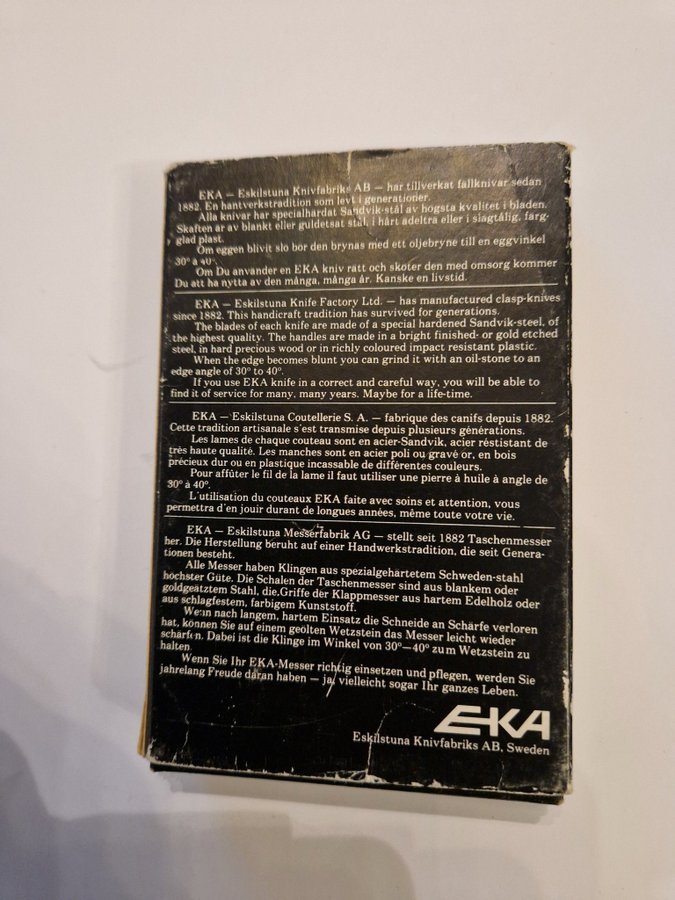 EKA — Eskilstuna Knivfabriks AB — har tillverkat fallknivar sedan
1882. En hantverkstradition som levt i generationer.
Alla knivar har specialhärdat Sandvik-stål av högsta kvalitet i bladen.
Skaften är av blankt eller guldetsat stål, i hårt ädelträ eller i slagtålig, färg-
glad plast.
Om eggen blivit slö bör den brynas med ett oljebryne till en eggvinkel
30° à 40°.
Om Du använder en EKA kniv rätt och sköter den med omsorg kommer
Du att ha nytta av den många, många år. Kanske en livstid.
EKA — Eskilstuna Knife Factory Ltd. — has manufactured clasp-knives
since 1882. This handicraft tradition has survived for generations.
The blades of each knife are made of a special hardened Sandvik-steel, of
the highest quality. The handles are made in a bright finished- or gold etched
steel, in hard precious wood or in richly coloured impact resistant plastic.
When the edge becomes blunt you can grind it with an oil-stone to an
edge angle of 30° to 40°.
If you use EKA knife in a correct and careful way, you will be able to
find it of service for many, many years. Maybe for a life-time.
EKA — Eskilstuna Coutellerie S. A. — fabrique des canifs depuis 1882.
Cette tradition artisanale s'est transmise depuis plusieurs générations.
Les lames de chaque couteau sont en acier-Sandvik, acier réstistant de
très haute qualité. Les manches sont en acier poli ou gravé or, en bois
précieux dur ou en plastique incassable de différentes couleurs.
Pour affûter le fil de la lame il faut utiliser une pierre à huile à angle de
30° à 40°.
L'utilisation du couteaux EKA faite avec soins et attention, vous
permettra d'en jouir durant de longues années, même toute votre vie.
EKA — Eskilstuna Messerfabrik AG — stellt seit 1882 Taschenmesser
her. Die Herstellung beruht auf einer Handwerkstradition, die seit Genera-
tionen besteht.
Alle Messer haben Klingen aus spezialgehärtetem Schweden-stahl
höchster Güte. Die Schalen der Taschenmesser sind aus blankem oder
goldgeätztem Stahl, die Griffe der Klappmesser aus hartem Edelholz oder
aus schlagfestem, farbigem Kunststoff.
Wenn nach langem, hartem Einsatz die Schneide an Schärfe verloren
hat, können Sie auf einem geölten Wetzstein das Messer leicht wieder
schärfen. Dabei ist die Klinge im Winkel von 30°—40° zum Wetzstein zu
halten.
Wenn Sie Ihr EKA-Messer richtig einsetzen und pflegen, werden Sie
jahrelang Freude daran haben — ja, vielleicht sogar Ihr ganzes Leben.
EKA
Eskilstuna Knivfabriks AB, Sweden